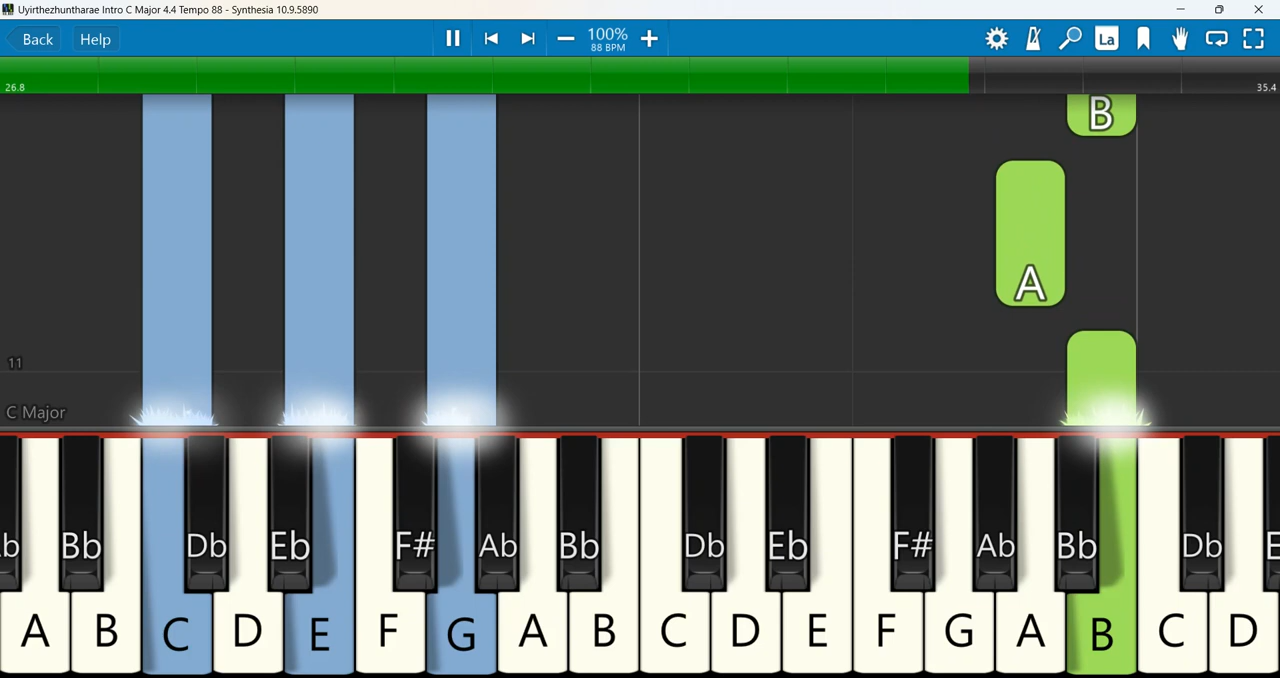 Uyirthezhuntharae Intro C Major 4.4 Tempo 88 - Synthesia 10.9.5890
Back Help 100% La
88 BPM
26.8 35.4
B
A
11
C Major
Bb Db Eb F# Ab Bb Db Eb F# Ab Bb Db
A B C D E F G A B C D E F G A B C D